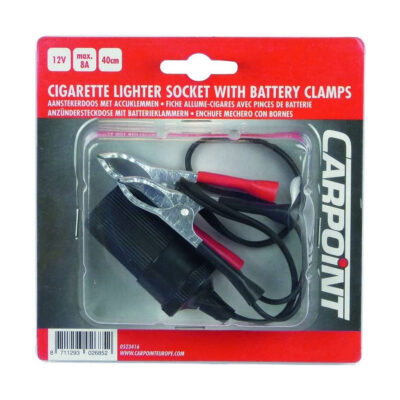 12V
max.
8A
40cm
CIGARETTE LIGHTER SOCKET WITH BATTERY CLAMPS
AANSTEKERDOOS MET ACCUKLEMMEN • FICHE ALLUME-CIGARES AVEC PINCES DE BATTERIE
ANZÜNDERSTECKDOSE MIT BATTERIEKLAMMERN • ENCHUFE MECHERO CON BORNES
CARPOINT
0523416
WWW.CARPOINTEUROPE.COM
8 711293 026852